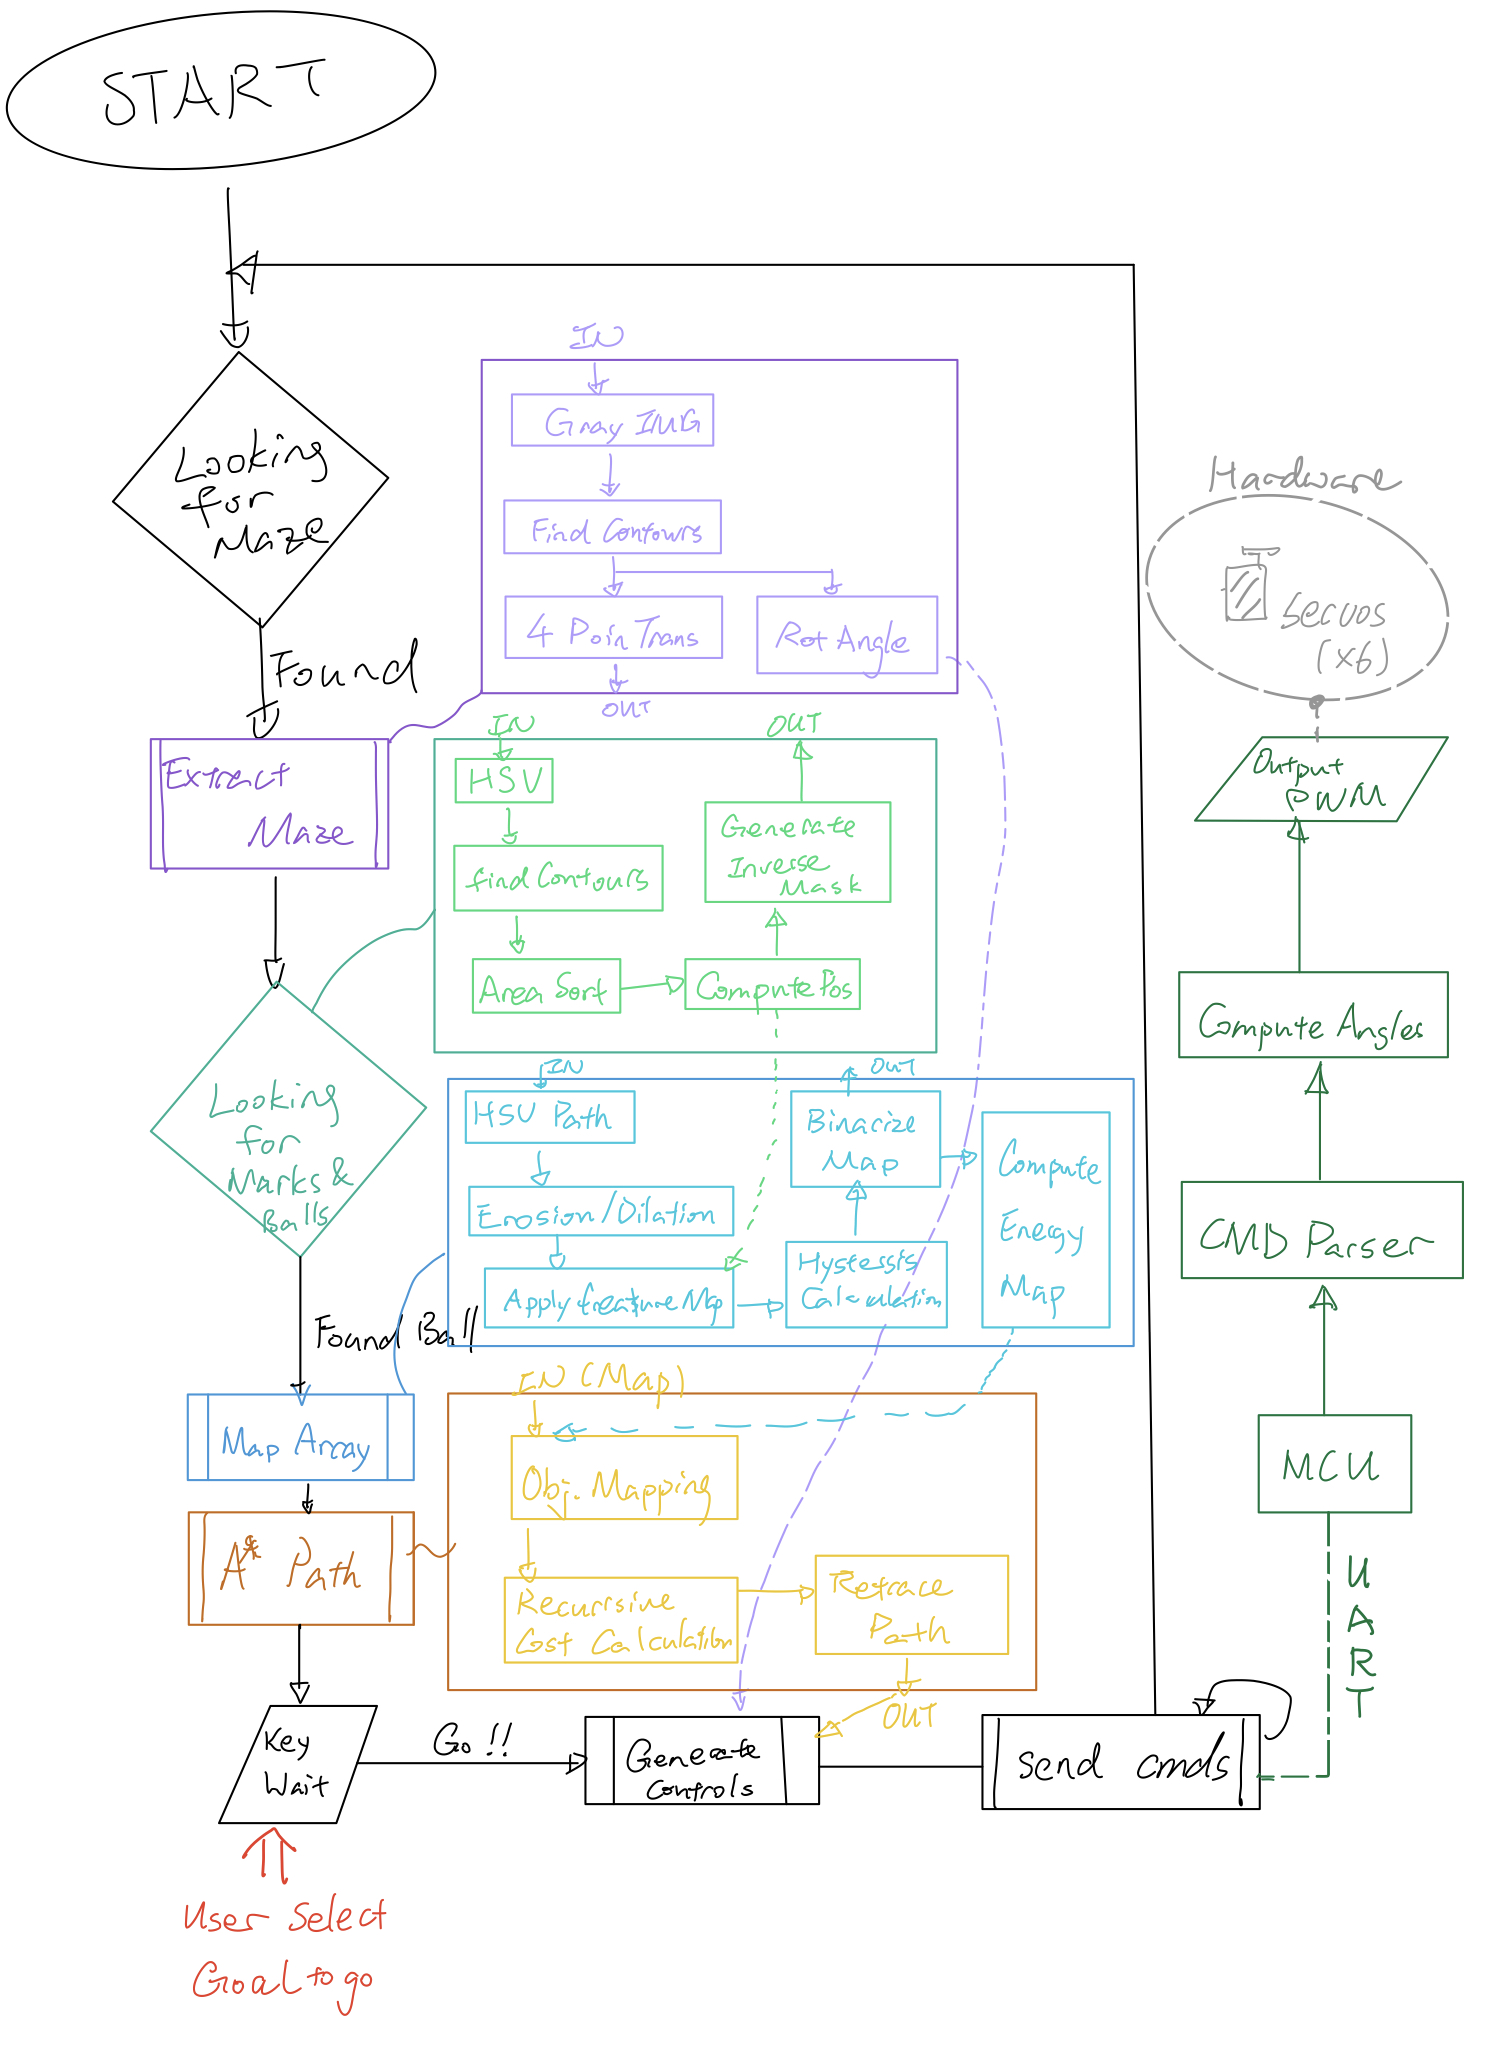 START
Looking
for
Maze
Found
Extract
Maze
IN
Gray IMG
Find Contours
4 Poin Trans
Rot Angle
OUT
IN
HSV
find Contours
Area Sort
Compute Pos
Generate
Inverse
Mask
OUT
Looking
for
Marks &
Balls
Found Ball
IN
HSV Path
Erosion/Dilation
Apply feature Map
Hystessis
Calculation
Binarize
Map
OUT
Compute
Energy
Map
Map Array
A* Path
IN (Map)
Obj. Mapping
Recurrsive
Cost Calculation
Retrace
Path
OUT
Key
Wait
Go!!
Generate
Controls
Send cmds
User Select
Goal to go
Hardware
Servos
(x6)
Output
PWM
Compute Angles
CMD Parser
MCU
UART